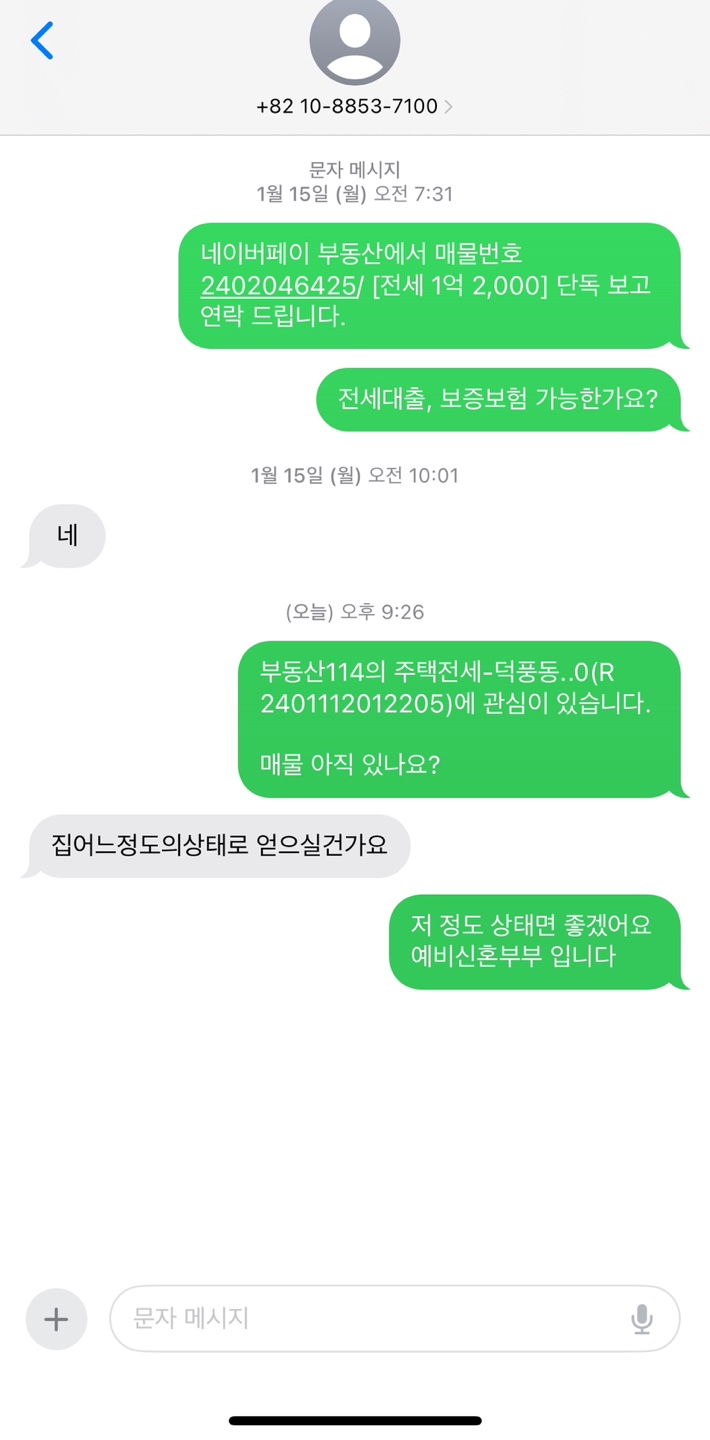 +82 10-8853-7100
문자 메시지
1월 15일 (월) 오전 7:31
네이버페이 부동산에서 매물번호
2402046425/ [전세 1억 2,000] 단독 보고
연락 드립니다.
전세대출, 보증보험 가능한가요?
1월 15일 (월) 오전 10:01
네
(오늘) 오후 9:26
부동산114의 주택전세-덕풍동..0(R
2401112012205)에 관심이 있습니다.
매물 아직 있나요?
집어느정도의상태로 얻으실건가요
저 정도 상태면 좋겠어요
예비신혼부부 입니다
문자 메시지